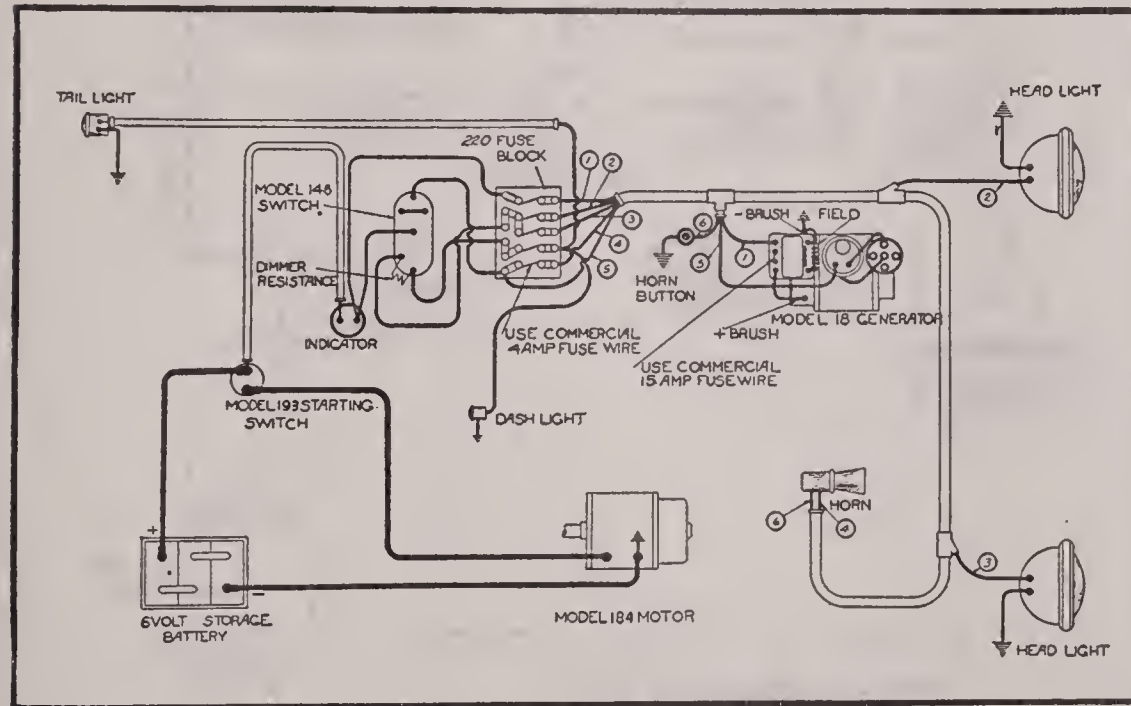 TAIL LIGHT
HEAD LIGHT
220 FUSE
BLOCK
1
2
MODEL 148
SWITCH
3
2
6
- BRUSH
FIELD
4
1
5
5
DIMMER
RESISTANCE
HORN
BUTTON
MODEL 18 GENERATOR
+ BRUSH
INDICATOR
USE COMMERCIAL
4 AMP FUSE WIRE
USE COMMERCIAL
15 AMP FUSE WIRE
MODEL 193 STARTING
SWITCH
DASH LIGHT
HORN
6
4
+
3
-
6 VOLT STORAGE
BATTERY
MODEL 184 MOTOR
HEAD LIGHT